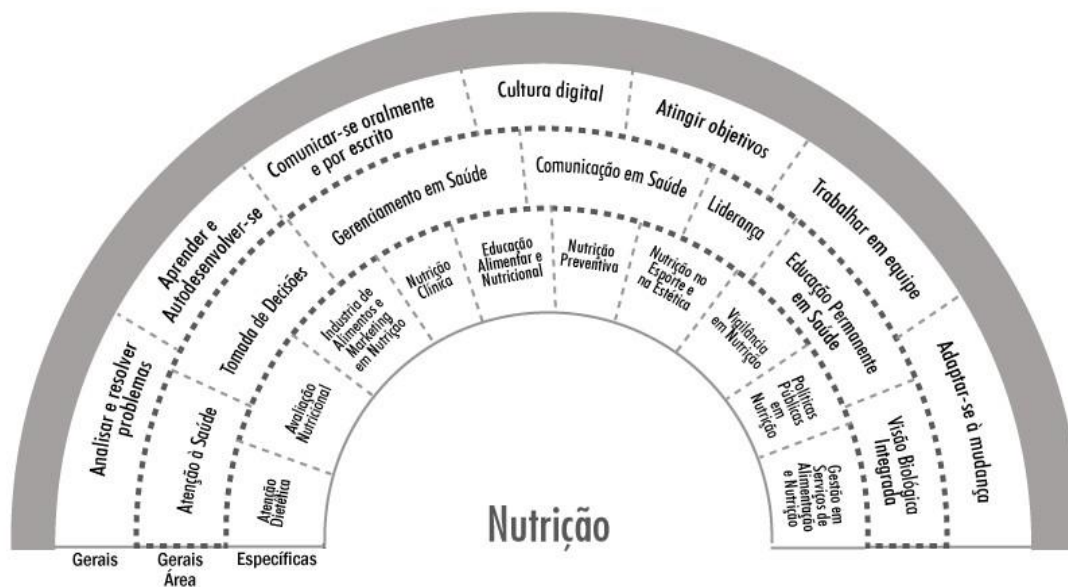 Analisar e resolver
problemas
Aprender e
Autodesenvolver-se
Comunicar-se oralmente
e por escrito
Cultura digital
Atingir objetivos
Trabalhar em equipe
Adaptar-se à mudança
Atenção à Saúde
Tomada de Decisões
Gerenciamento em Saúde
Comunicação em Saúde
Liderança
Educação Permanente
em Saúde
Visão Biológica
Integrada
Atenção
Dietética
Avaliação
Nutricional
Industria de
Alimentos e
Marketing
em Nutrição
Nutrição
Clínica
Educação
Alimentar e
Nutricional
Nutrição
Preventiva
Nutrição no
Esporte e
na Estética
Vigilância
em Nutrição
Políticas
Públicas
em
Nutrição
Gestão em
Serviços de
Alimentação
e Nutrição
Nutrição
Gerais
Gerais
Área
Específicas